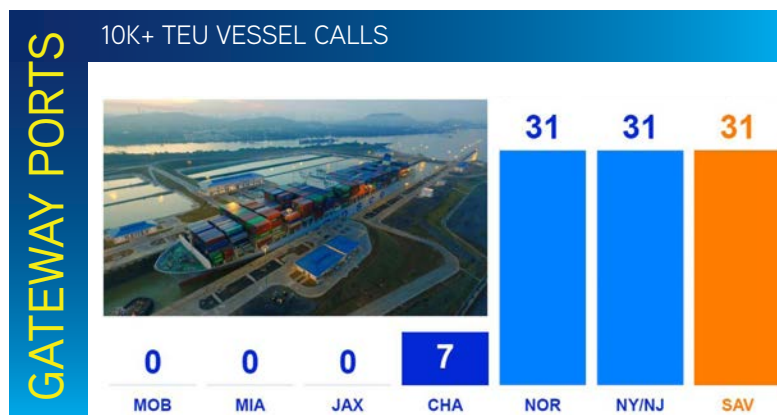 GATEWAY PORTS
10K+ TEU VESSEL CALLS
31 31 31
0 0 0 7
MOB MIA JAX CHA NOR NY/NJ SAV